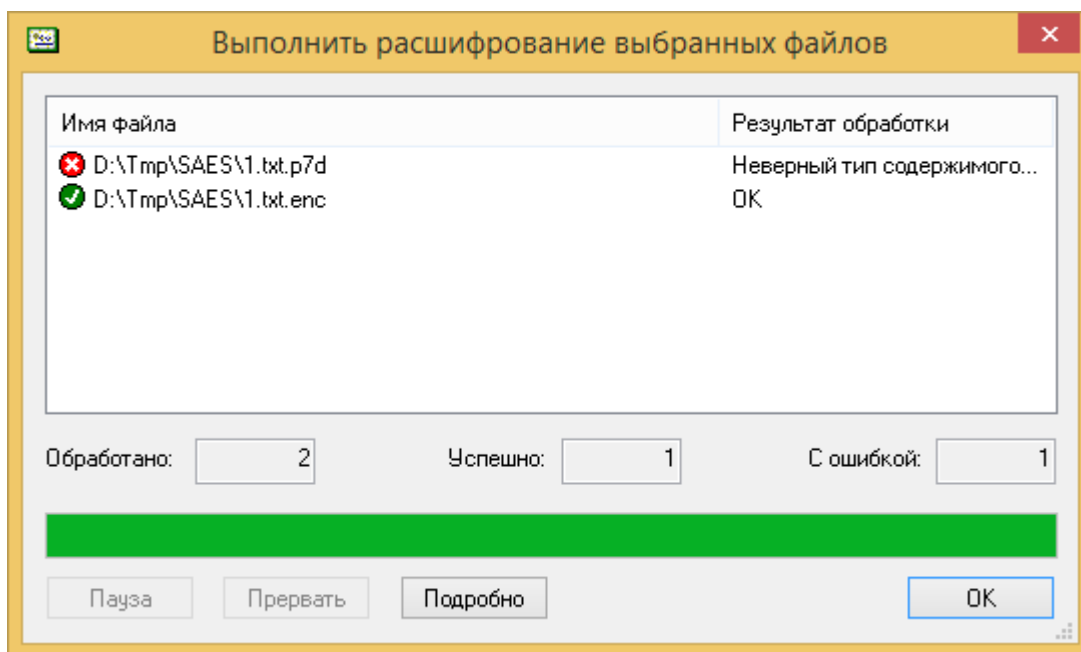 Выполнить расшифрование выбранных файлов
Имя файла Результат обработки
D:\Tmp\SAES\1.txt.p7d Неверный тип содержимого...
D:\Tmp\SAES\1.txt.enc OK
Обработано: 2 Успешно: 1 С ошибкой: 1
Пауза Прервать Подробно OK